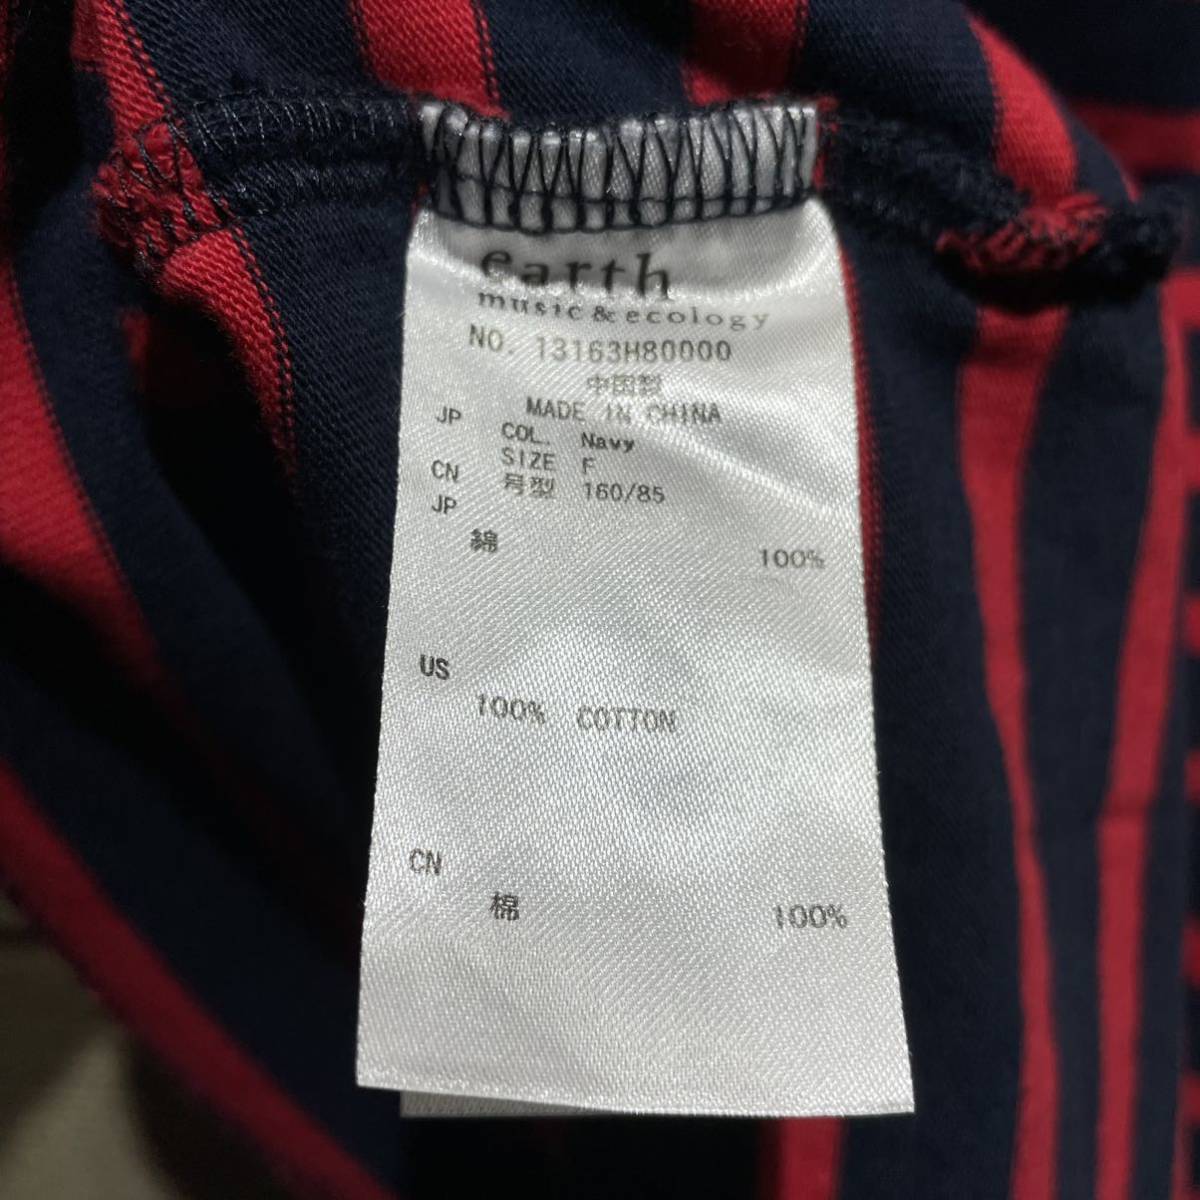 earth
music & ecology
NO. 13163H80000
中国製
MADE IN CHINA
JP COL. Navy
SIZE F
CN 号型 160/85
JP
綿 100%
US
100% COTTON
CN
棉 100%